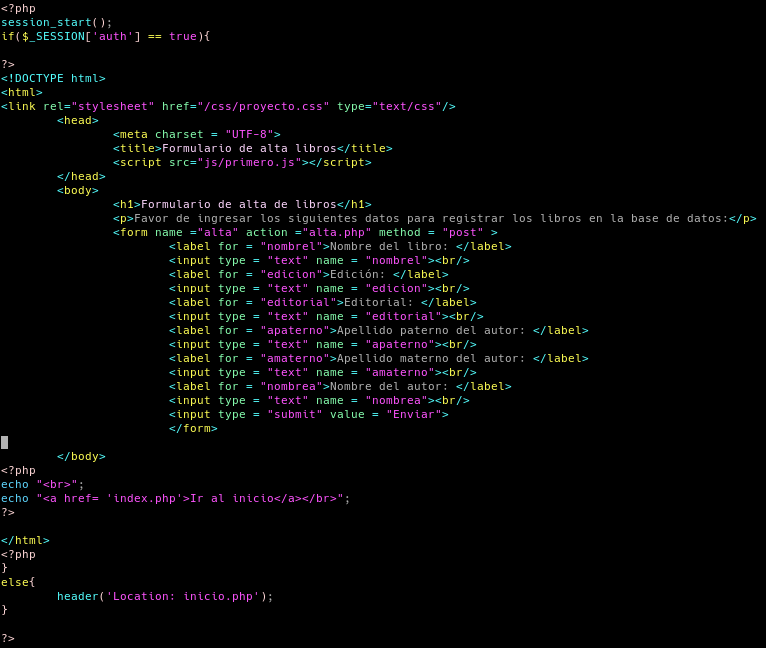 <?php
session_start();
if($_SESSION['auth'] == true){
?>
<!DOCTYPE html>
<html>
<link rel="stylesheet" href="/css/proyecto.css" type="text/css"/>
<head>
<meta charset = "UTF-8">
<title>Formulario de alta libros</title>
<script src="js/primero.js"></script>
</head>
<body>
<h1>Formulario de alta de libros</h1>
<p>Favor de ingresar los siguientes datos para registrar los libros en la base de datos:</p>
<form name ="alta" action ="alta.php" method = "post" >
<label for = "nombrel">Nombre del libro: </label>
<input type = "text" name = "nombrel"><br/>
<label for = "edicion">Edición: </label>
<input type = "text" name = "edicion"><br/>
<label for = "editorial">Editorial: </label>
<input type = "text" name = "editorial"><br/>
<label for = "apaterno">Apellido paterno del autor: </label>
<input type = "text" name = "apaterno"><br/>
<label for = "amaterno">Apellido materno del autor: </label>
<input type = "text" name = "amaterno"><br/>
<label for = "nombrea">Nombre del autor: </label>
<input type = "text" name = "nombrea"><br/>
<input type = "submit" value = "Enviar">
</form>
</body>
<?php
echo "<br>";
echo "<a href= 'index.php'>Ir al inicio</a></br>";
?>
</html>
<?php
}
else{
header('Location: inicio.php');
}
?>